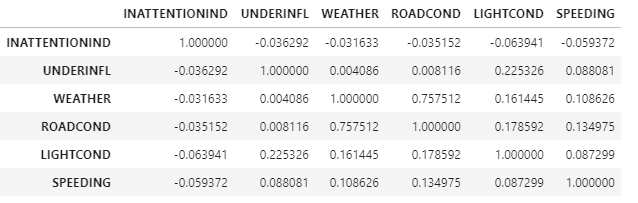 INATTENTIONIND UNDERINFL WEATHER ROADCOND LIGHTCOND SPEEDING
INATTENTIONIND 1.000000 -0.036292 -0.031633 -0.035152 -0.063941 -0.059372
UNDERINFL -0.036292 1.000000 0.004086 0.008116 0.225326 0.088081
WEATHER -0.031633 0.004086 1.000000 0.757512 0.161445 0.108626
ROADCOND -0.035152 0.008116 0.757512 1.000000 0.178592 0.134975
LIGHTCOND -0.063941 0.225326 0.161445 0.178592 1.000000 0.087299
SPEEDING -0.059372 0.088081 0.108626 0.134975 0.087299 1.000000